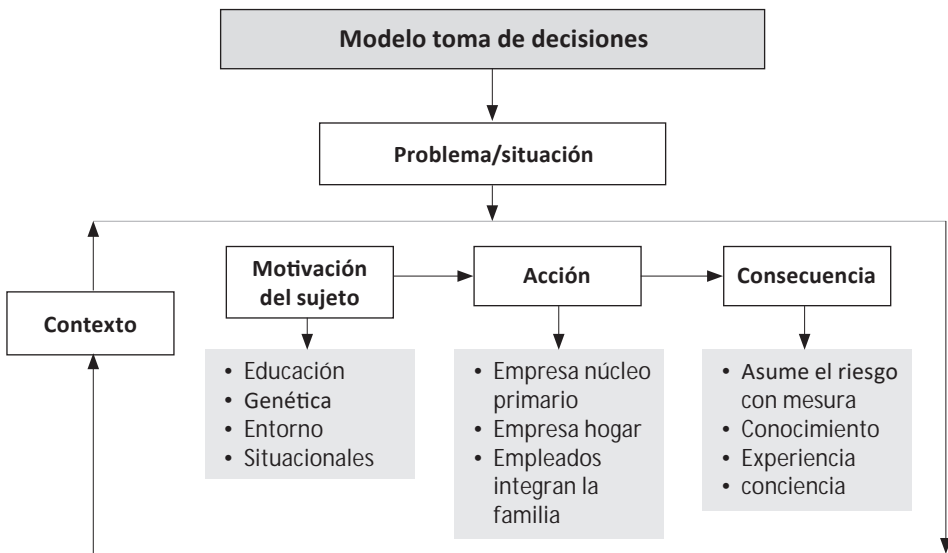 Modelo toma de decisiones
Problema/situación
Contexto
Motivación
del sujeto
• Educación
• Genética
• Entorno
• Situacionales
Acción
• Empresa núcleo
primario
• Empresa hogar
• Empleados
integran la
familia
Consecuencia
• Asume el riesgo
con mesura
• Conocimiento
• Experiencia
• conciencia